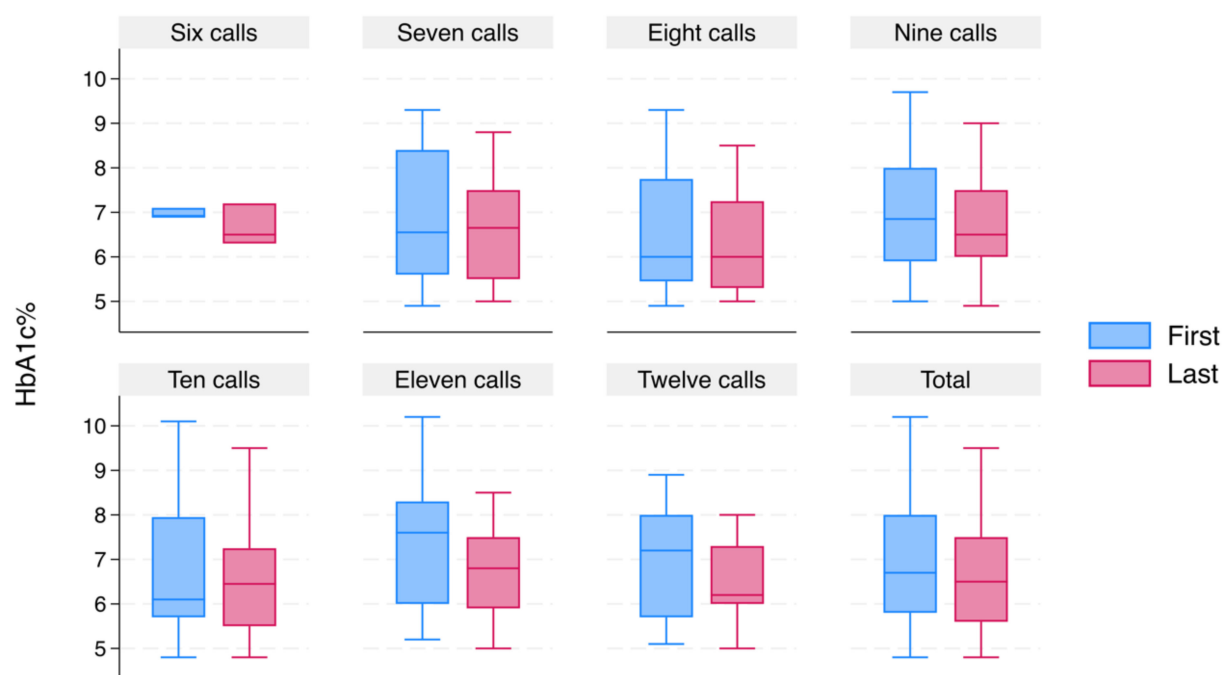 Six calls
Seven calls
Eight calls
Nine calls
10
9
8
7
6
5
HbA1c%
First
Last
Ten calls
Eleven calls
Twelve calls
Total
10
9
8
7
6
5